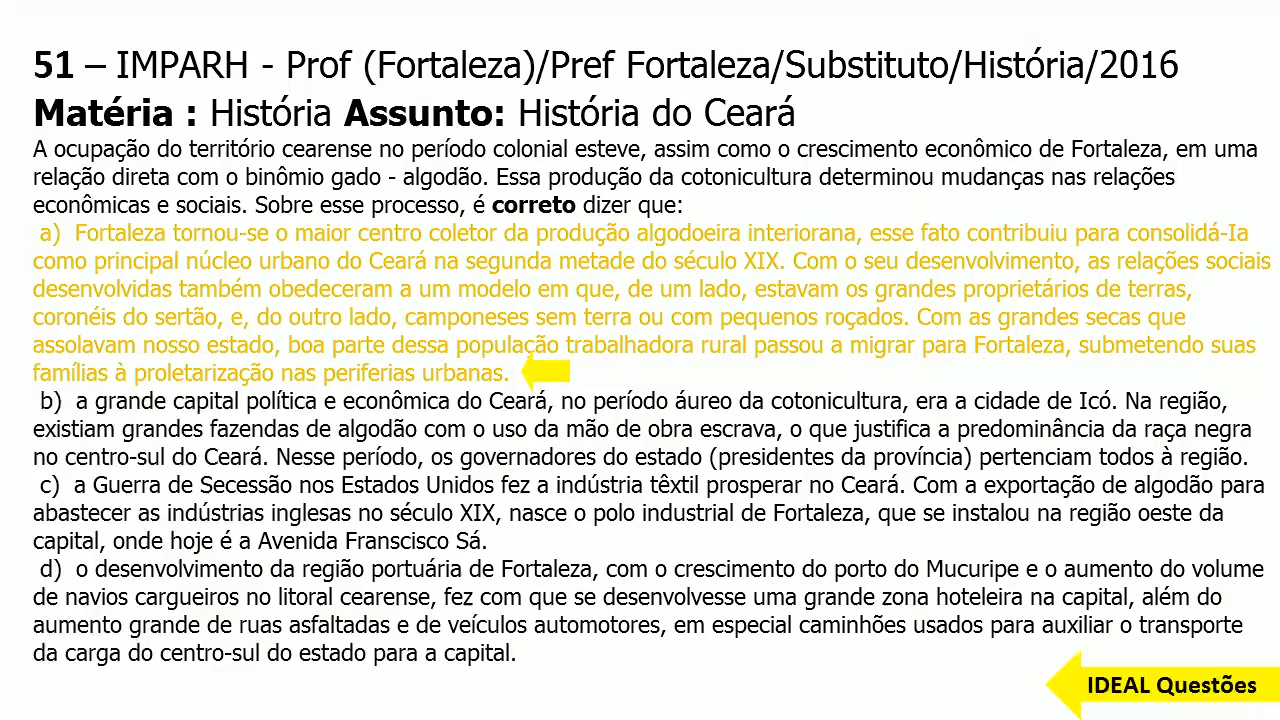 51 – IMPARH - Prof (Fortaleza)/Pref Fortaleza/Substituto/História/2016
Matéria : História Assunto: História do Ceará
A ocupação do território cearense no período colonial esteve, assim como o crescimento econômico de Fortaleza, em uma
relação direta com o binômio gado - algodão. Essa produção da cotonicultura determinou mudanças nas relações
econômicas e sociais. Sobre esse processo, é correto dizer que:
a) Fortaleza tornou-se o maior centro coletor da produção algodoeira interiorana, esse fato contribuiu para consolidá-Ia
como principal núcleo urbano do Ceará na segunda metade do século XIX. Com o seu desenvolvimento, as relações sociais
desenvolvidas também obedeceram a um modelo em que, de um lado, estavam os grandes proprietários de terras,
coronéis do sertão, e, do outro lado, camponeses sem terra ou com pequenos roçados. Com as grandes secas que
assolavam nosso estado, boa parte dessa população trabalhadora rural passou a migrar para Fortaleza, submetendo suas
famílias à proletarização nas periferias urbanas.
b) a grande capital política e econômica do Ceará, no período áureo da cotonicultura, era a cidade de Icó. Na região,
existiam grandes fazendas de algodão com o uso da mão de obra escrava, o que justifica a predominância da raça negra
no centro-sul do Ceará. Nesse período, os governadores do estado (presidentes da província) pertenciam todos à região.
c) a Guerra de Secessão nos Estados Unidos fez a indústria têxtil prosperar no Ceará. Com a exportação de algodão para
abastecer as indústrias inglesas no século XIX, nasce o polo industrial de Fortaleza, que se instalou na região oeste da
capital, onde hoje é a Avenida Franscisco Sá.
d) o desenvolvimento da região portuária de Fortaleza, com o crescimento do porto do Mucuripe e o aumento do volume
de navios cargueiros no litoral cearense, fez com que se desenvolvesse uma grande zona hoteleira na capital, além do
aumento grande de ruas asfaltadas e de veículos automotores, em especial caminhões usados para auxiliar o transporte
da carga do centro-sul do estado para a capital.
IDEAL Questões